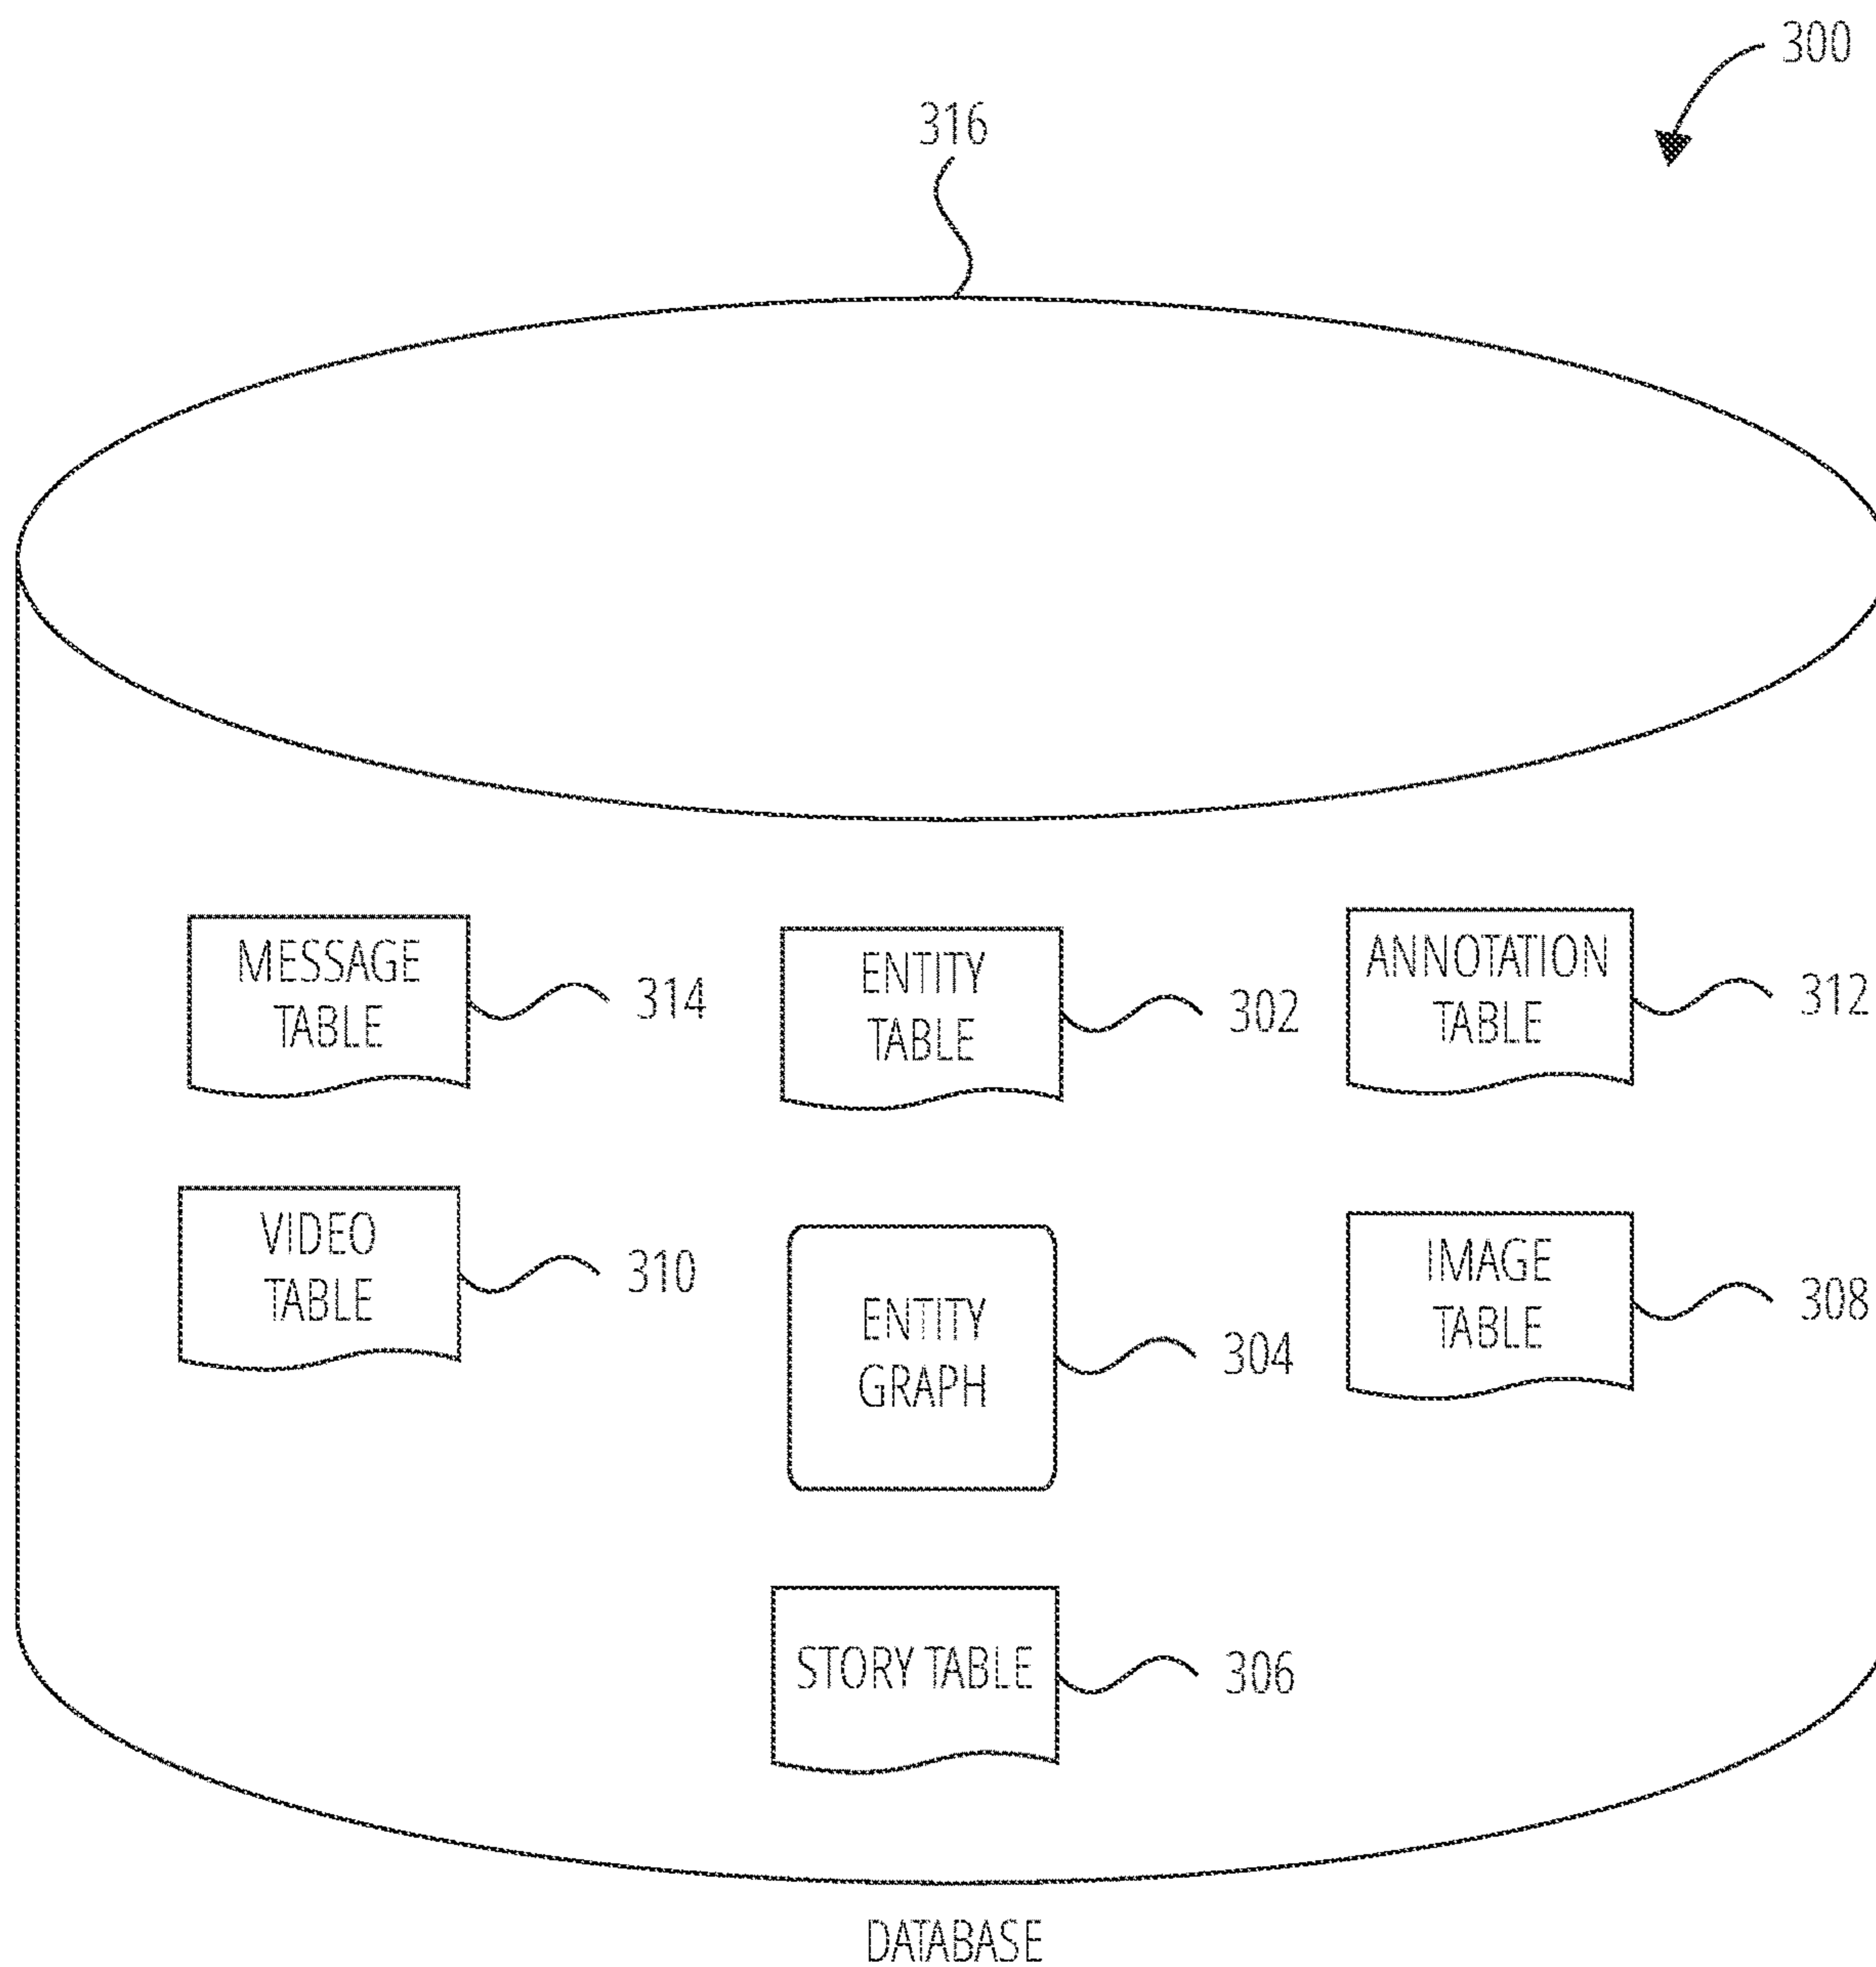 300
316
MESSAGE
TABLE
314
ENTITY
TABLE
302
ANNOTATION
TABLE
312
VIDEO
TABLE
310
ENTITY
GRAPH
304
IMAGE
TABLE
308
STORY TABLE
306
DATABASE